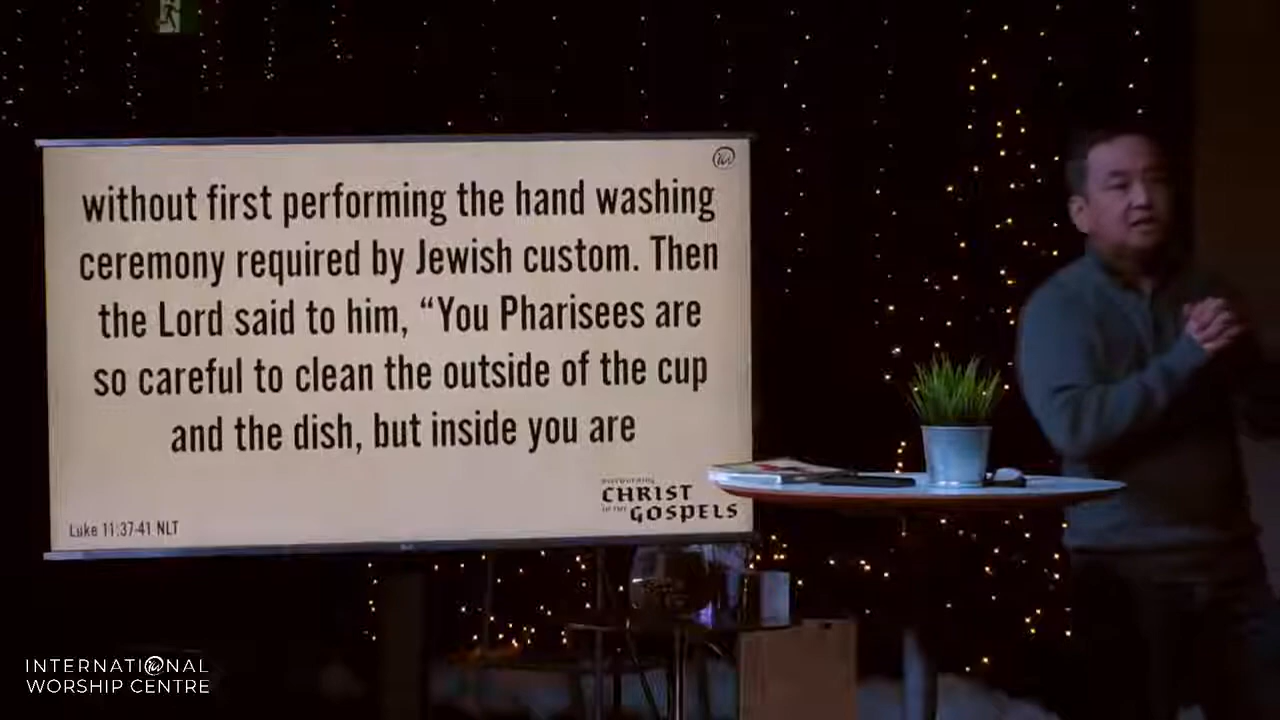 without first performing the hand washing
ceremony required by Jewish custom. Then
the Lord said to him, “You Pharisees are
so careful to clean the outside of the cup
and the dish, but inside you are
CHRIST
IN THE GOSPELS
Luke 11:37-41 NLT
INTERNATIONAL
WORSHIP CENTRE